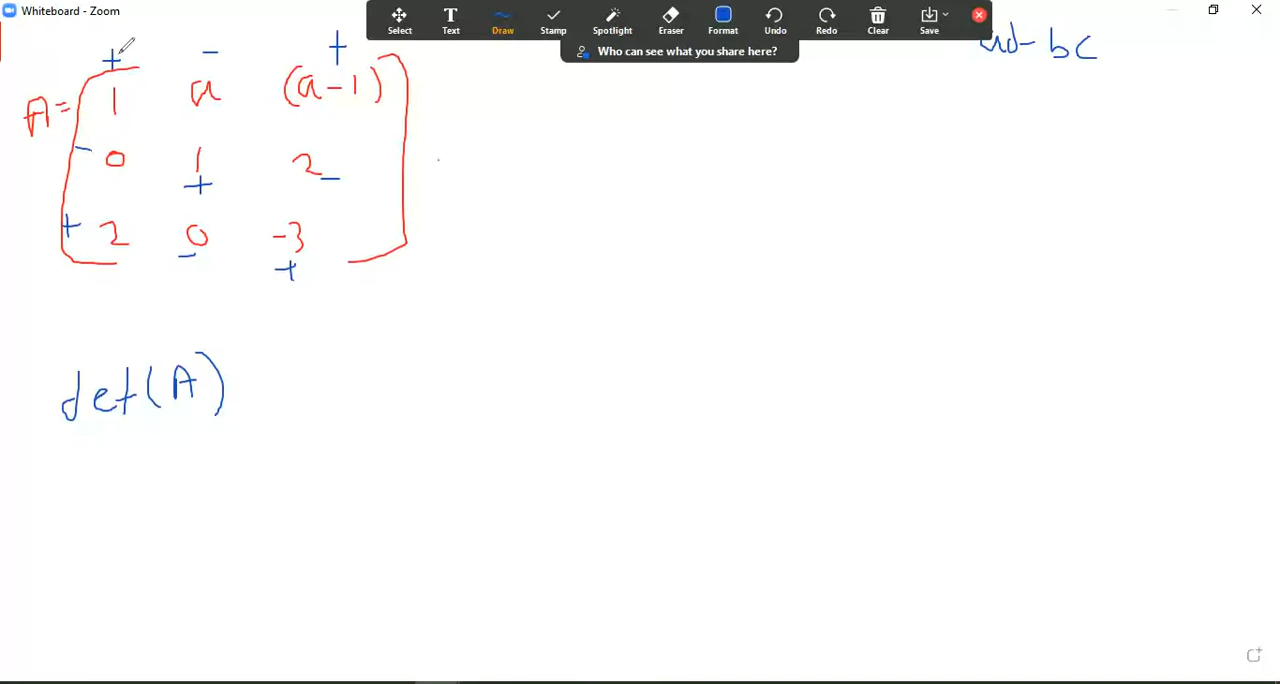 Whiteboard - Zoom
Select Text Draw Stamp Spotlight Eraser Format Undo Redo Clear Save
Who can see what you share here?
ad - bc
+ - +
A = 1 a (a-1)
- 0 1 2 -
+
+ 2 0 -3
- +
det(A)